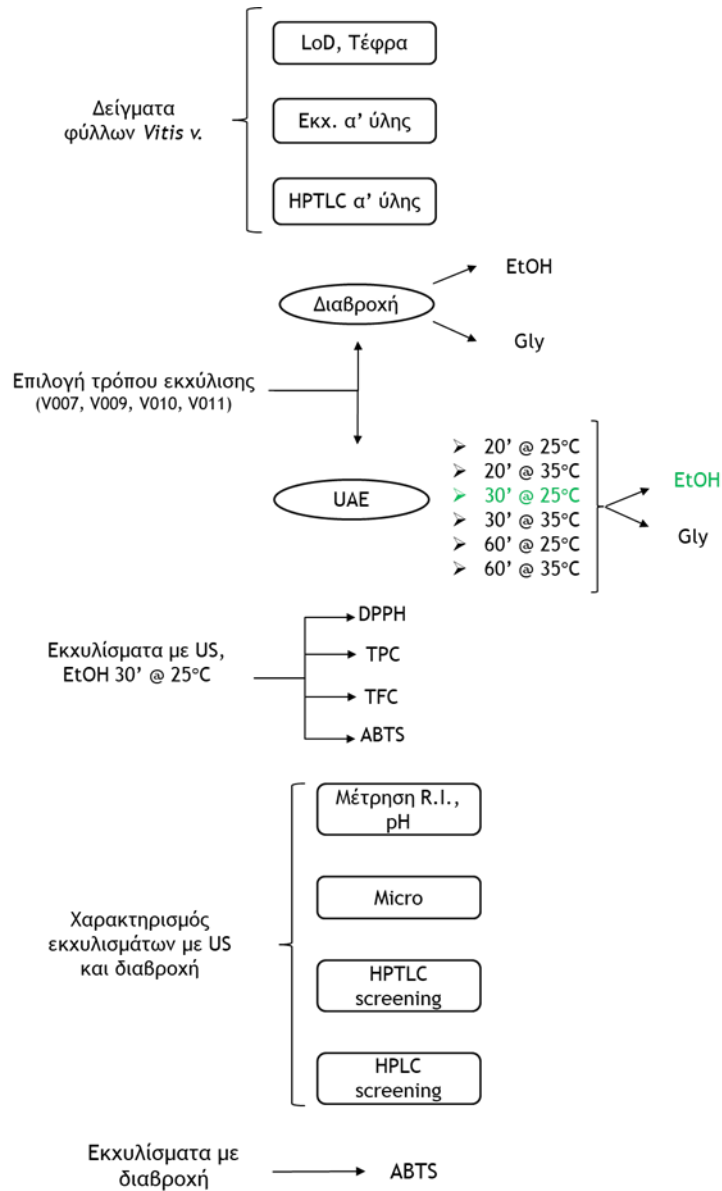 LoD, Τέφρα
Δείγματα
φύλλων Vitis v.
Εκχ. α’ ύλης
HPTLC α’ ύλης
EtOH
Διαβροχή
Gly
Επιλογή τρόπου εκχύλισης
(V007, V009, V010, V011)
UAE
➢ 20’ @ 25°C
➢ 20’ @ 35°C
➢ 30’ @ 25°C
➢ 30’ @ 35°C
➢ 60’ @ 25°C
➢ 60’ @ 35°C
EtOH
Gly
Εκχυλίσματα με US,
EtOH 30’ @ 25°C
DPPH
TPC
TFC
ABTS
Μέτρηση R.I.,
pH
Micro
Χαρακτηρισμός
εκχυλισμάτων με US
και διαβροχή
HPTLC
screening
HPLC
screening
Εκχυλίσματα με
διαβροχή
ABTS